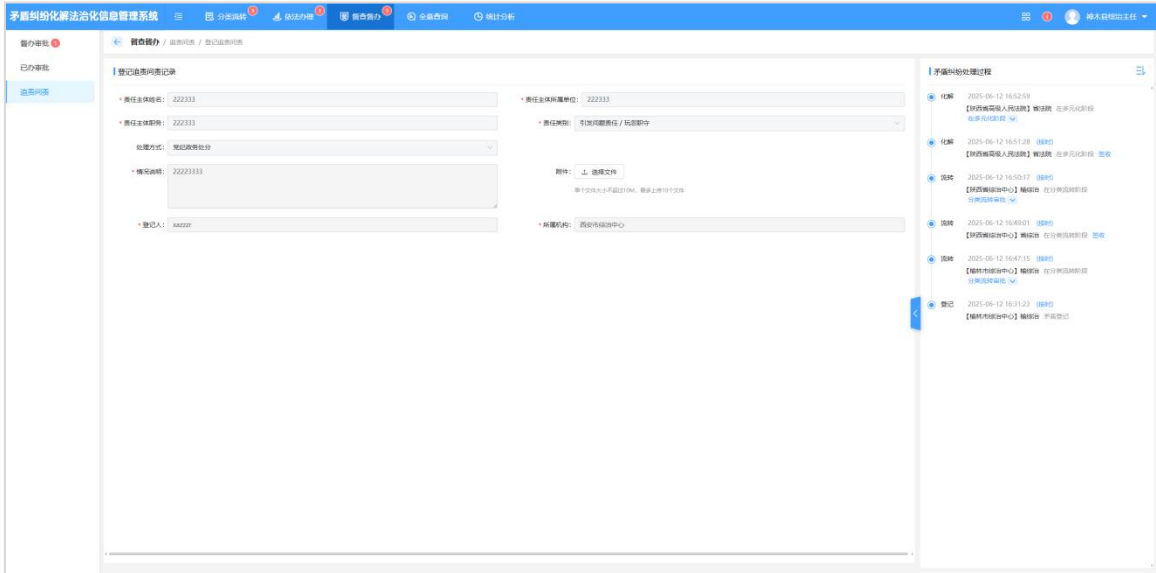 矛盾纠纷化解法治化信息管理系统
分类流转
依法办理
督查督办
全景查询
统计分析
神木县综治主任
督办审批
已办审批
追责问责
督查督办 / 追责问责 / 登记追责问责
登记追责问责记录
* 责任主体姓名: 222333
* 责任主体所属单位: 222333
* 责任主体职务: 222333
* 责任类别: 引发问题责任 / 玩忽职守
处理方式: 党纪政务处分
* 情况说明: 22223333
附件: 选择文件
单个文件大小不超过10M，最多上传10个文件
* 登记人: xazzzr
* 所属机构: 西安市综治中心
矛盾纠纷处理过程
化解 2025-06-12 16:52:59
【陕西省高级人民法院】省法院 在多元化阶段
在多元化阶段
化解 2025-06-12 16:51:28 (按时)
【陕西省高级人民法院】省法院 在多元化阶段 签收
流转 2025-06-12 16:50:17 (按时)
【陕西省综治中心】省综治 在分类流转阶段
分类流转审批
流转 2025-06-12 16:49:01 (按时)
【陕西省综治中心】省综治 在分类流转阶段 签收
流转 2025-06-12 16:47:15 (按时)
【榆林市综治中心】榆综治 在分类流转阶段
分类流转审批
登记 2025-06-12 16:31:23 (按时)
【榆林市综治中心】榆综治 矛盾登记